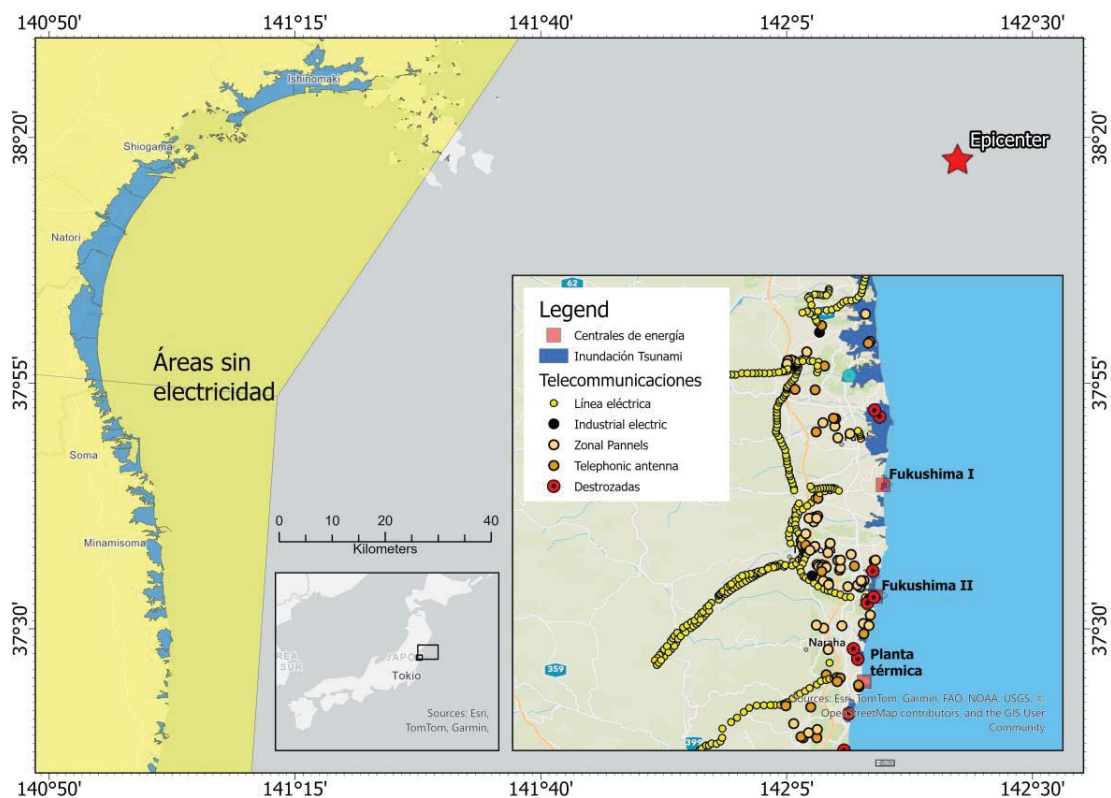 140°50'
141°15'
141°40'
142°5'
142°30'
38°20'
37°55'
37°30'
Ishinomaki
Shiogama
Natori
Soma
Minamisoma
Áreas sin
electricidad
Epicenter
0 10 20 40
Kilometers
JAPÓ
Tokio
REA
SUR
Sources: Esri,
TomTom, Garmin,
62
Legend
Centrales de energía
Inundación Tsunami
Telecommunicaciones
Línea eléctrica
Industrial electric
Zonal Pannels
Telephonic antenna
Destrozadas
Fukushima I
Fukushima II
Naraha
Planta
térmica
359
399
Sources: Esri, TomTom, Garmin, FAO, NOAA, USGS, ©
OpenStreetMap contributors, and the GIS User
Community
38°20'
37°55'
37°30'
140°50'
141°15'
141°40'
142°5'
142°30'